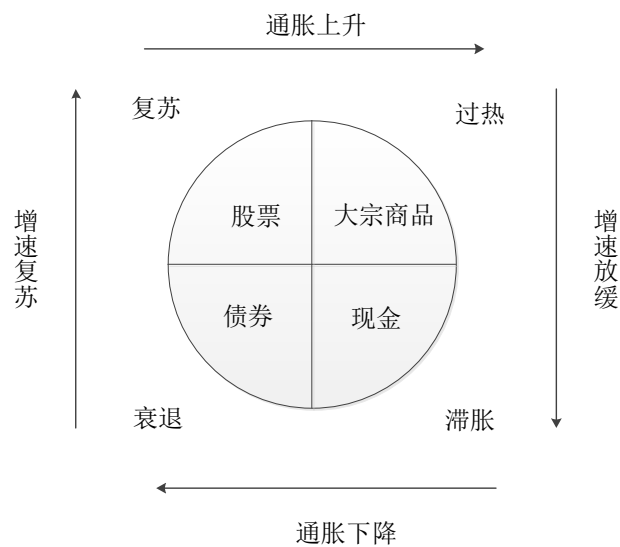 通胀上升
复苏
过热
股票
大宗商品
增速复苏
增速放缓
债券
现金
衰退
滞胀
通胀下降